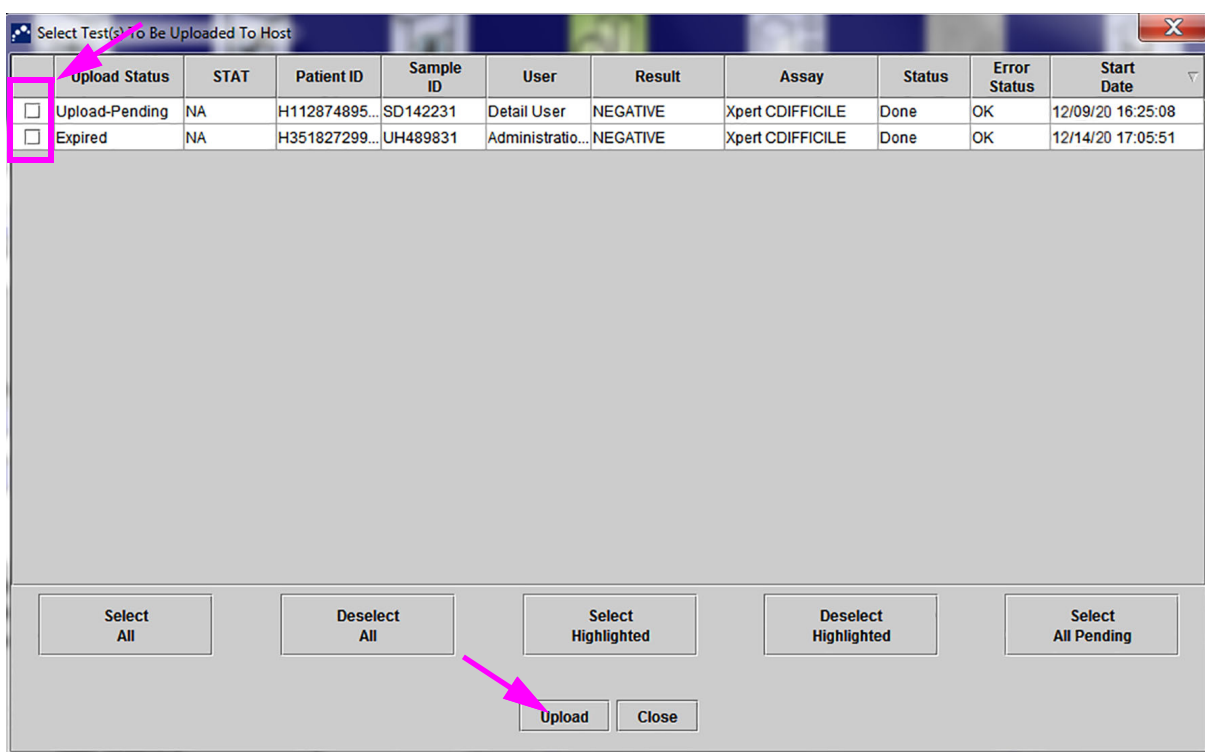 Select Test(s) To Be Uploaded To Host
X
Upload Status STAT Patient ID Sample ID User Result Assay Status Error Status Start Date
Upload-Pending NA H112874895... SD142231 Detail User NEGATIVE Xpert CDIFFICILE Done OK 12/09/20 16:25:08
Expired NA H351827299... UH489831 Administratio... NEGATIVE Xpert CDIFFICILE Done OK 12/14/20 17:05:51
Select All
Deselect All
Select Highlighted
Deselect Highlighted
Select All Pending
Upload Close